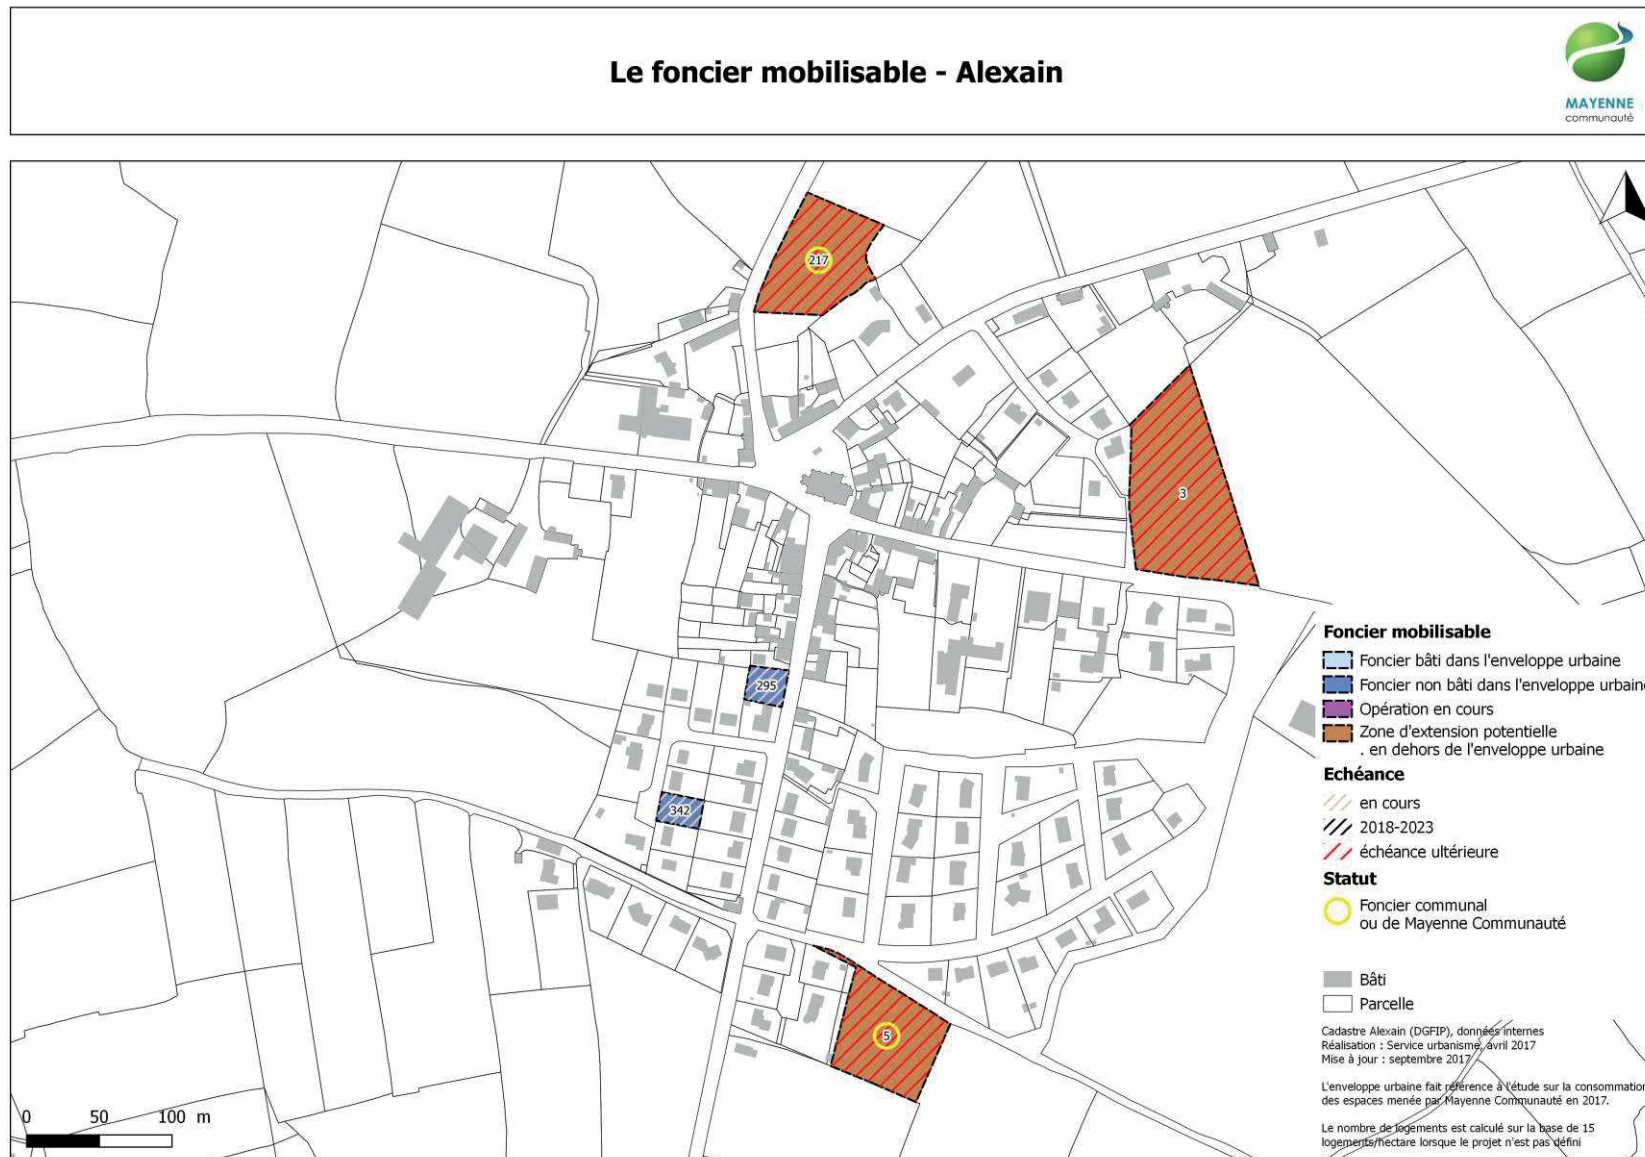 Le foncier mobilisable - Alexain
MAYENNE
communauté
217
3
295
342
5
Foncier mobilisable
Foncier bâti dans l'enveloppe urbaine
Foncier non bâti dans l'enveloppe urbaine
Opération en cours
Zone d'extension potentielle
. en dehors de l'enveloppe urbaine
Echéance
en cours
2018-2023
échéance ultérieure
Statut
Foncier communal
ou de Mayenne Communauté
Bâti
Parcelle
Cadastre Alexain (DGFIP), données internes
Réalisation : Service urbanisme, avril 2017
Mise à jour : septembre 2017
L'enveloppe urbaine fait référence à l'étude sur la consommation
des espaces menée par Mayenne Communauté en 2017.
Le nombre de logements est calculé sur la base de 15
logements/hectare lorsque le projet n'est pas défini
0 50 100 m